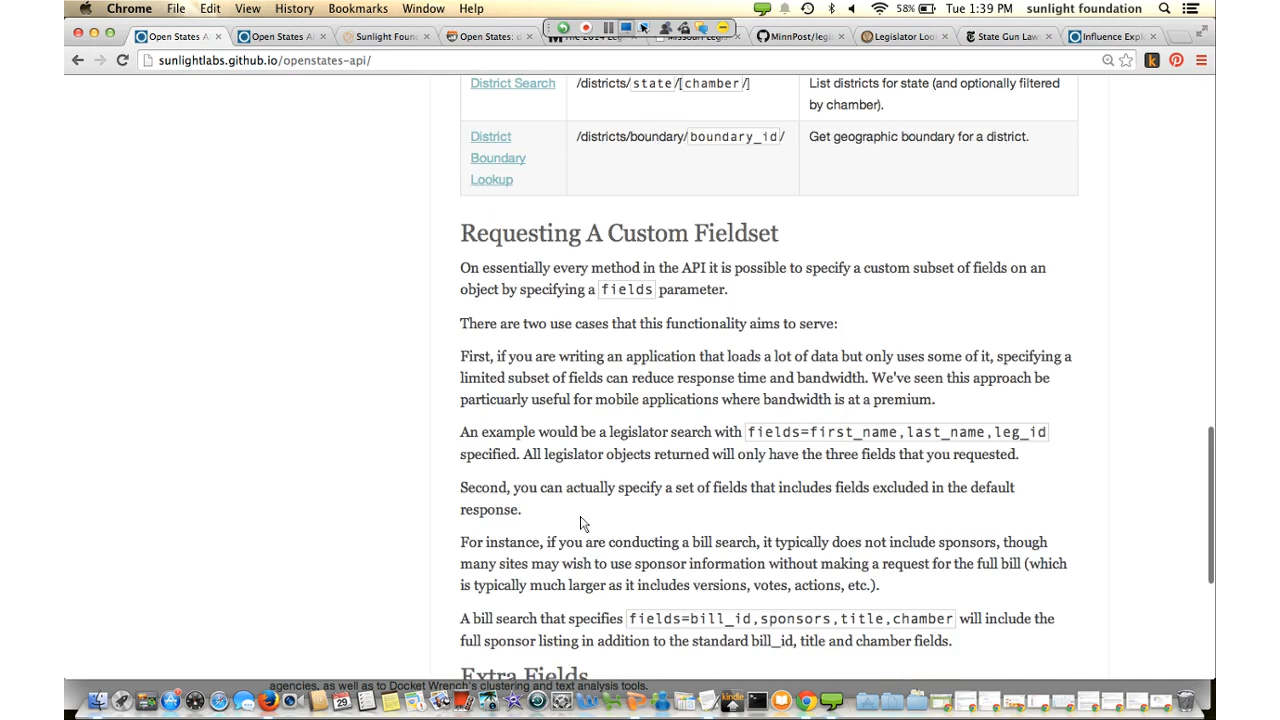 Chrome File Edit View History Bookmarks Window Help 58% Tue 1:39 PM sunlight foundation
Open States A Open States AI Sunlight Foun Open States: d The 2014 Leg Missouri Legis MinnPost/legi Legislator Loo State Gun Law Influence Expl
sunlightlabs.github.io/openstates-api/
District Search /districts/state/[chamber/] List districts for state (and optionally filtered
by chamber).
District /districts/boundary/boundary_id/ Get geographic boundary for a district.
Boundary
Lookup
Requesting A Custom Fieldset
On essentially every method in the API it is possible to specify a custom subset of fields on an
object by specifying a fields parameter.
There are two use cases that this functionality aims to serve:
First, if you are writing an application that loads a lot of data but only uses some of it, specifying a
limited subset of fields can reduce response time and bandwidth. We've seen this approach be
particuarly useful for mobile applications where bandwidth is at a premium.
An example would be a legislator search with fields=first_name,last_name,leg_id
specified. All legislator objects returned will only have the three fields that you requested.
Second, you can actually specify a set of fields that includes fields excluded in the default
response.
For instance, if you are conducting a bill search, it typically does not include sponsors, though
many sites may wish to use sponsor information without making a request for the full bill (which
is typically much larger as it includes versions, votes, actions, etc.).
A bill search that specifies fields=bill_id,sponsors,title,chamber will include the
full sponsor listing in addition to the standard bill_id, title and chamber fields.
Extra Fields
agencies, as well as to Docket Wrench's clustering and text analysis tools.
29
kindle